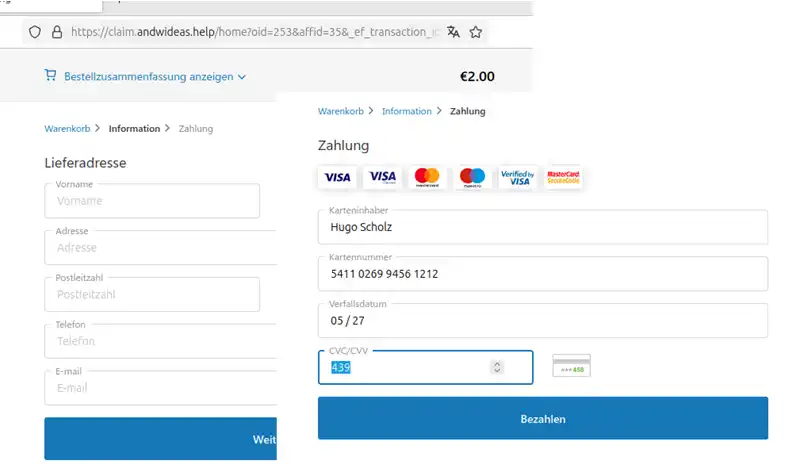 https://claim.andwideas.help/home?oid=253&affid=35&_ef_transaction_i
Bestellzusammenfassung anzeigen
€2.00
Warenkorb > Information > Zahlung
Lieferadresse
Vorname
Vorname
Adresse
Adresse
Postleitzahl
Postleitzahl
Telefon
Telefon
E-mail
E-mail
Weit
Warenkorb > Information > Zahlung
Zahlung
VISA VISA Verified by VISA MasterCard SecureCode
Karteninhaber
Hugo Scholz
Kartennummer
5411 0269 9456 1212
Verfallsdatum
05 / 27
CVC/CVV
439
458
Bezahlen